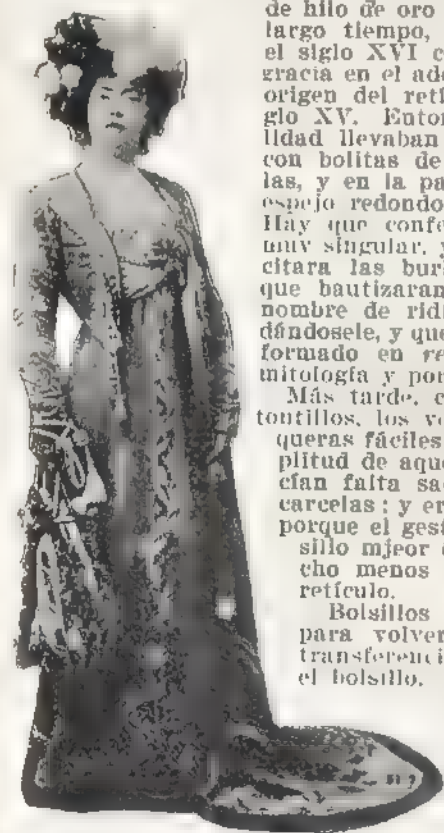 de hilo de oro
largo tiempo,
el siglo XVI c
gracia en el ade
origen del retí
glo XV. Enton
lidad llevaban
con bolitas de
las, y en la pa
espejo redondo
Hay que confe
muy singular, y
citara las burl
que bautizaran
nombre de ridí
dándosele, y que
formado en re
mitología y por
Más tarde, c
tontillos, los v
queras fáciles
plitud de aque
cían falta sa
carcelas; y en
porque el gest
sillo mjeor
cho menos
retículo.
Bolsillos
para volver
transferenci
el bolsillo.